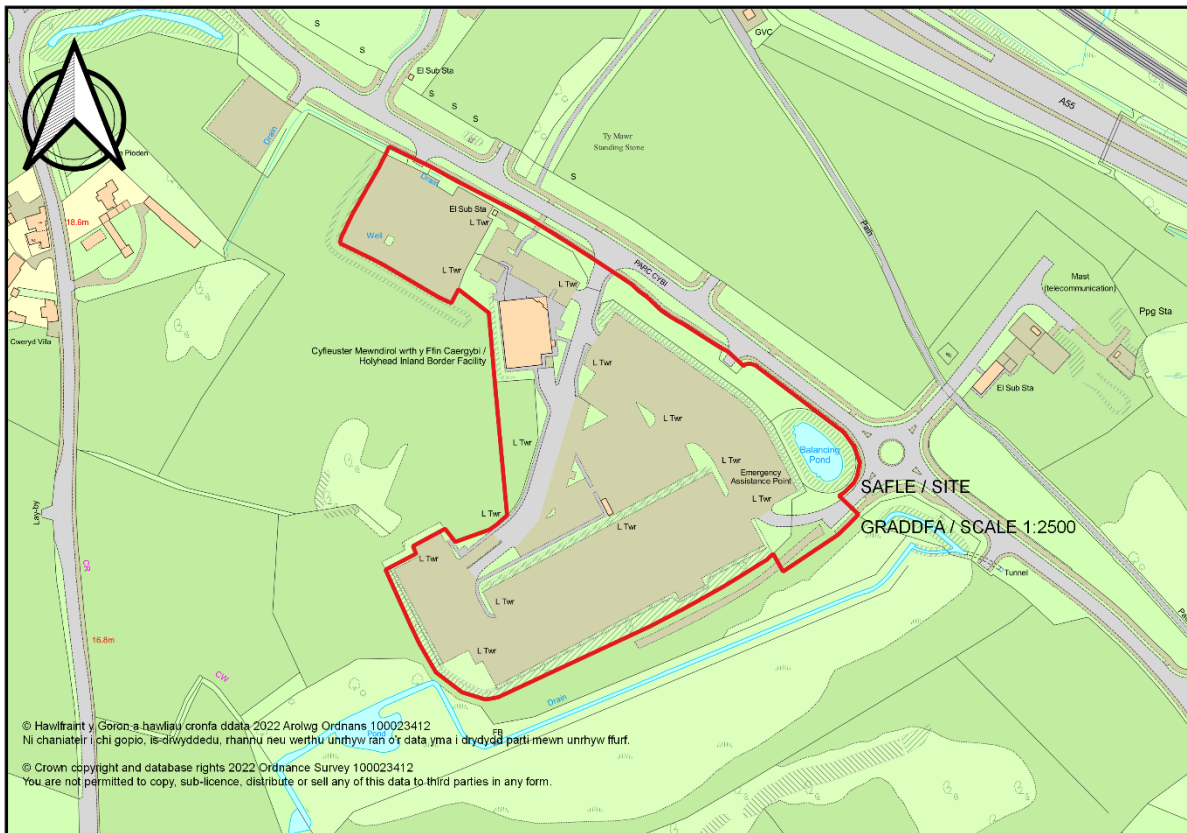 S
GVC
S
El Sub Sta
A55
S
S
S
Ty Mawr
Standing Stone
Drain
Pioden
S
Drain
Path
El Sub Sta
18.6m
L Twr
Well
PARC CYBI
L Twr
L Twr
Mast
(telecommunication)
Ppg Sta
Cweryd Villa
Cyfleuster Mewndirol wrth y Ffin Caergybi /
Holyhead Inland Border Facility
L Twr
El Sub Sta
L Twr
L Twr
L Twr
Balancing
Pond
Emergency
Assistance Point
SAFLE / SITE
L Twr
Lay-by
L Twr
L Twr
GRADDFA / SCALE 1:2500
L Twr
CR
Tunnel
L Twr
16.8m
L Twr
CW
Drain
© Hawlfraint y Goron a hawliau cronfa ddata 2022 Arolwg Ordnans 100023412
Pond
FB
Ni chaniateir i chi gopio, is-drwyddedu, rhannu neu werthu unrhyw ran o'r data yma i drydydd parti mewn unrhyw ffurf.
© Crown copyright and database rights 2022 Ordnance Survey 100023412
You are not permitted to copy, sub-licence, distribute or sell any of this data to third parties in any form.